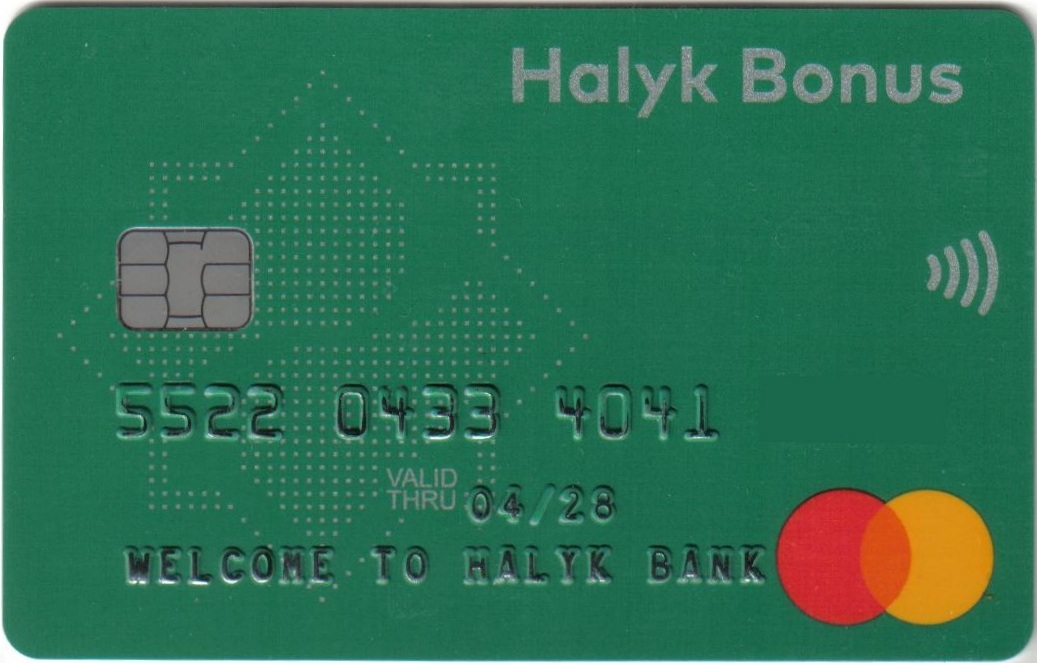 Halyk Bonus
5522 0433 4041
VALID
THRU 04/28
WELCOME TO HALYK BANK